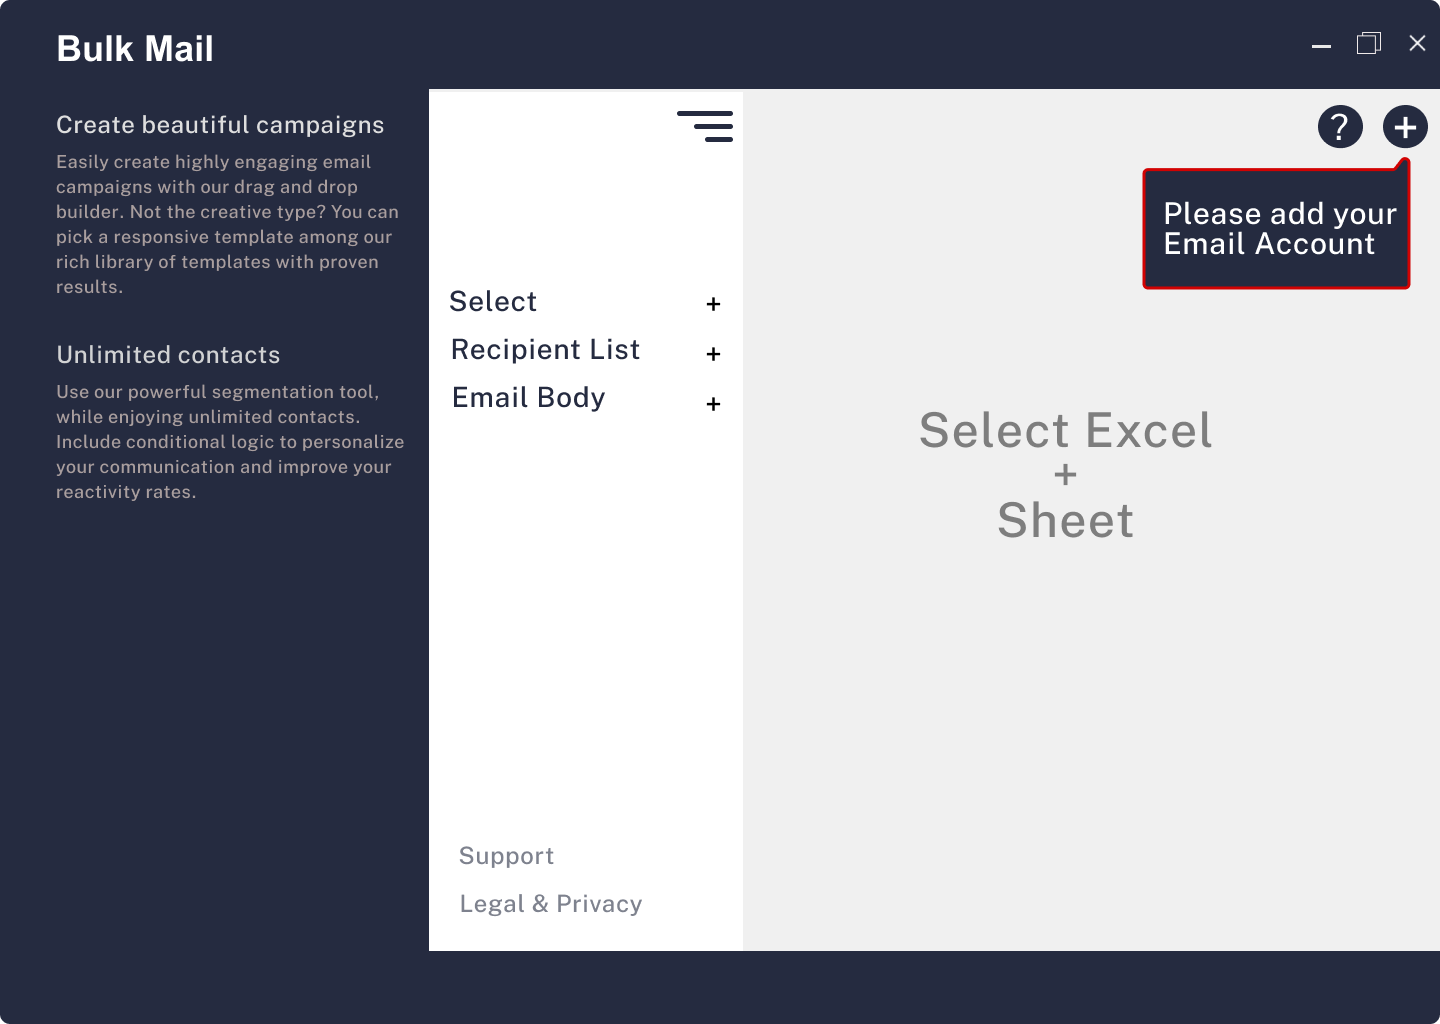 Bulk Mail
Create beautiful campaigns
Easily create highly engaging email
campaigns with our drag and drop
builder. Not the creative type? You can
pick a responsive template among our
rich library of templates with proven
results.
Unlimited contacts
Use our powerful segmentation tool,
while enjoying unlimited contacts.
Include conditional logic to personalize
your communication and improve your
reactivity rates.
Select +
Recipient List +
Email Body +
Support
Legal & Privacy
? +
Please add your
Email Account
Select Excel
+
Sheet